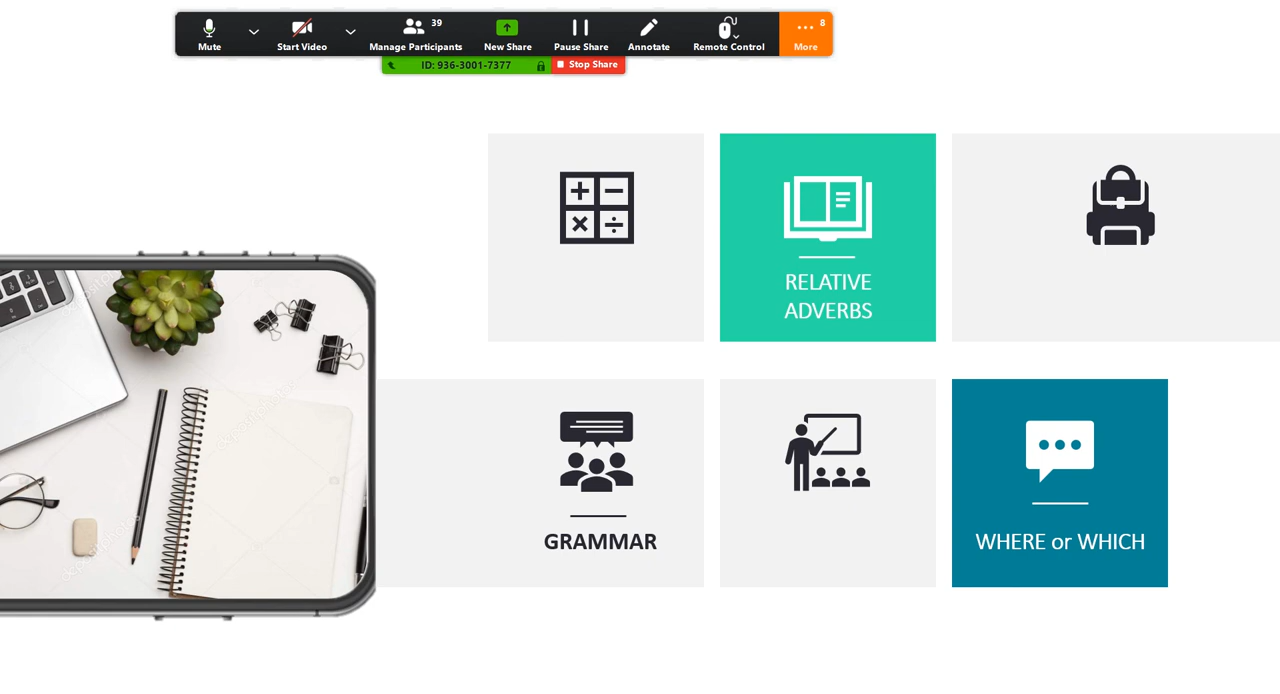 39
8
Mute
Start Video
Manage Participants
New Share
Pause Share
Annotate
Remote Control
More
ID: 936-3001-7377
Stop Share
RELATIVE
ADVERBS
GRAMMAR
WHERE or WHICH